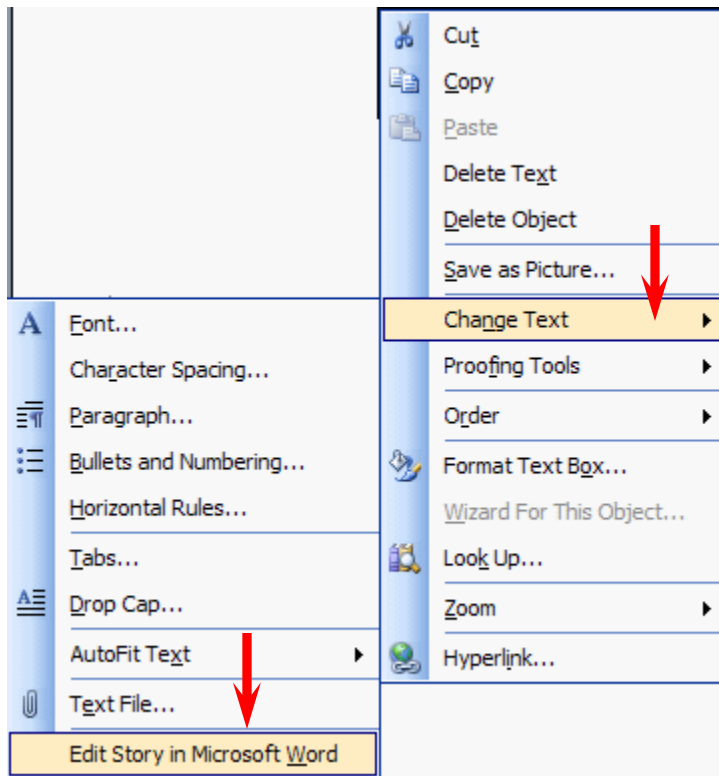 Cut
Copy
Paste
Delete Text
Delete Object
Save as Picture...
Change Text
Proofing Tools
Order
Format Text Box...
Wizard For This Object...
Look Up...
Zoom
Hyperlink...
Font...
Character Spacing...
Paragraph...
Bullets and Numbering...
Horizontal Rules...
Tabs...
Drop Cap...
AutoFit Text
Text File...
Edit Story in Microsoft Word